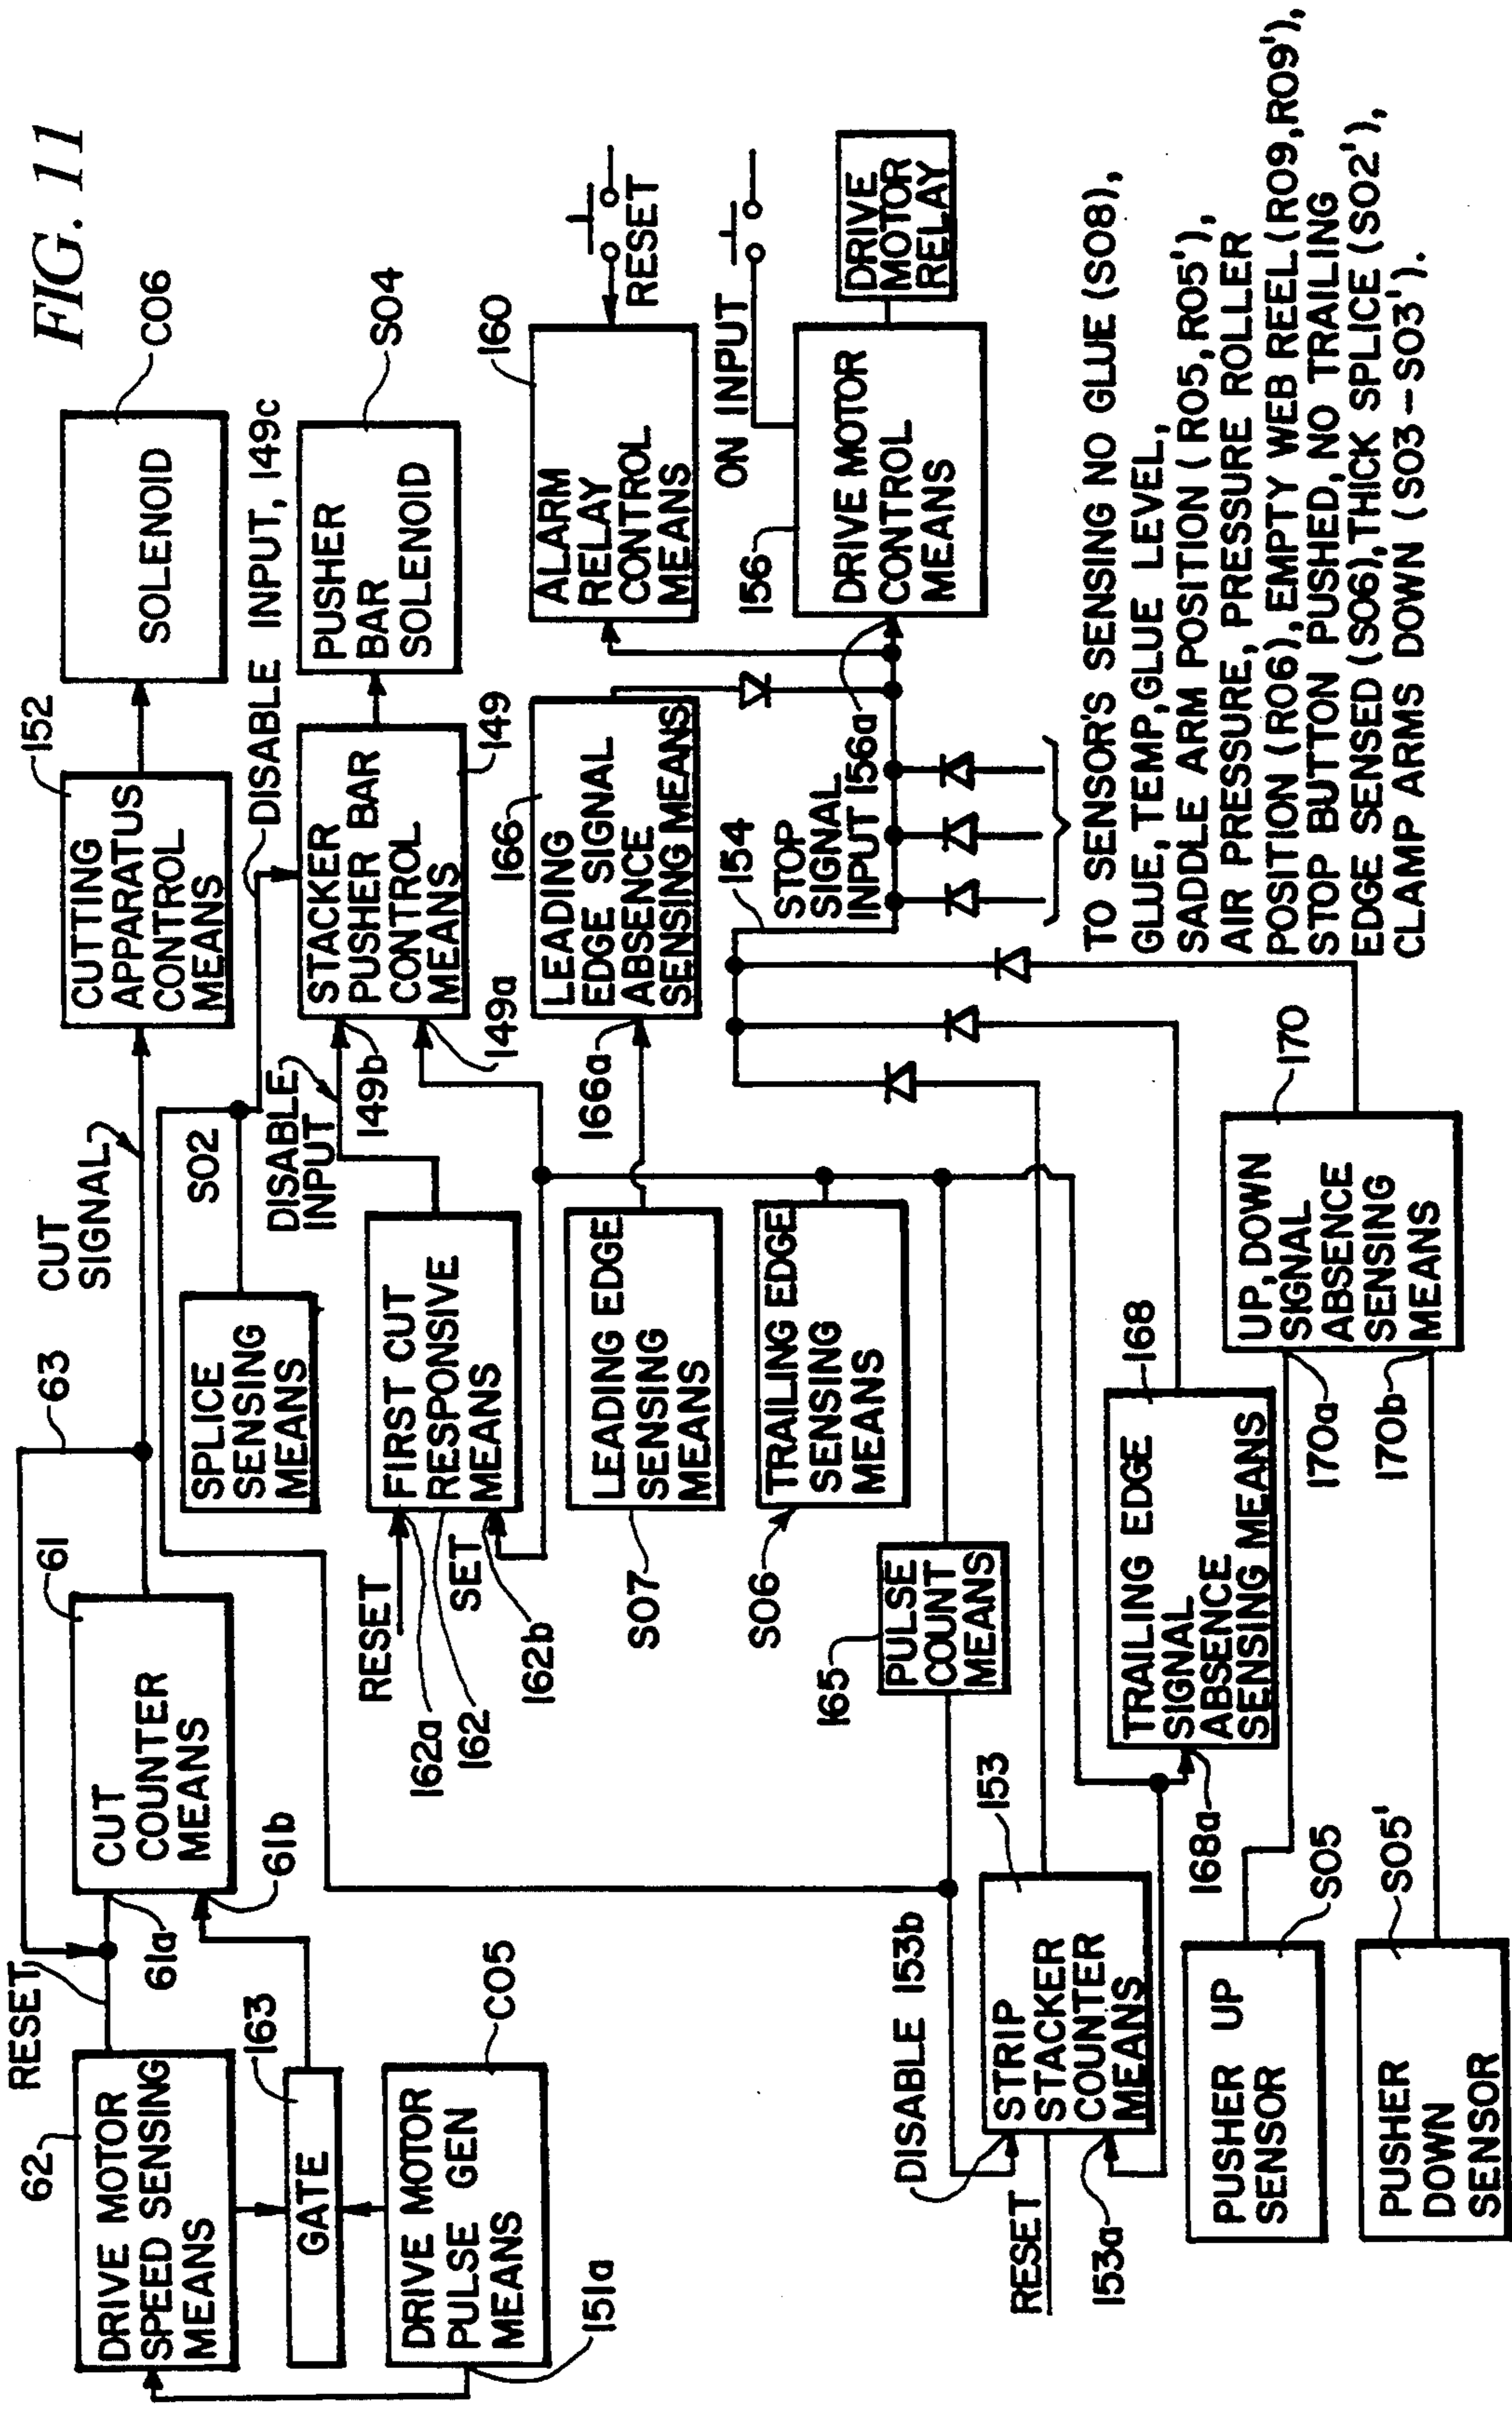 FIG. 11
RESET
62
DRIVE MOTOR
SPEED SENSING
MEANS
163
GATE
C05
DRIVE MOTOR
PULSE GEN
MEANS
151a
61a
61b
61
CUT
COUNTER
MEANS
63
CUT
SIGNAL
152
CUTTING
APPARATUS
CONTROL
MEANS
SOLENOID
C06
SPLICE
SENSING
MEANS
S02
DISABLE INPUT, 149c
DISABLE
INPUT
149b
STACKER
PUSHER BAR
CONTROL
MEANS
149
149a
PUSHER
BAR
SOLENOID
S04
RESET
162a
162
SET
162b
FIRST CUT
RESPONSIVE
MEANS
LEADING EDGE
SENSING
MEANS
S07
166a
166
LEADING
EDGE SIGNAL
ABSENCE
SENSING MEANS
160
ALARM
RELAY
CONTROL
MEANS
RESET
S06
TRAILING EDGE
SENSING
MEANS
154
STOP
SIGNAL
INPUT 156a
156
ON INPUT
DRIVE MOTOR
CONTROL
MEANS
DRIVE
MOTOR
RELAY
165
PULSE
COUNT
MEANS
DISABLE 153b
153
STRIP
STACKER
COUNTER
MEANS
RESET
153a
168a
168
TRAILING EDGE
SIGNAL
ABSENCE
SENSING MEANS
PUSHER UP
SENSOR
S05
PUSHER
DOWN
SENSOR
S05'
170a
170b
170
UP, DOWN
SIGNAL
ABSENCE
SENSING
MEANS
TO SENSOR'S SENSING NO GLUE (S08),
GLUE, TEMP, GLUE LEVEL,
SADDLE ARM POSITION (R05, R05'),
AIR PRESSURE, PRESSURE ROLLER
POSITION (R06), EMPTY WEB REEL (R09, R09'),
STOP BUTTON PUSHED, NO TRAILING
EDGE SENSED (S06), THICK SPLICE (S02'),
CLAMP ARMS DOWN (S03-S03').